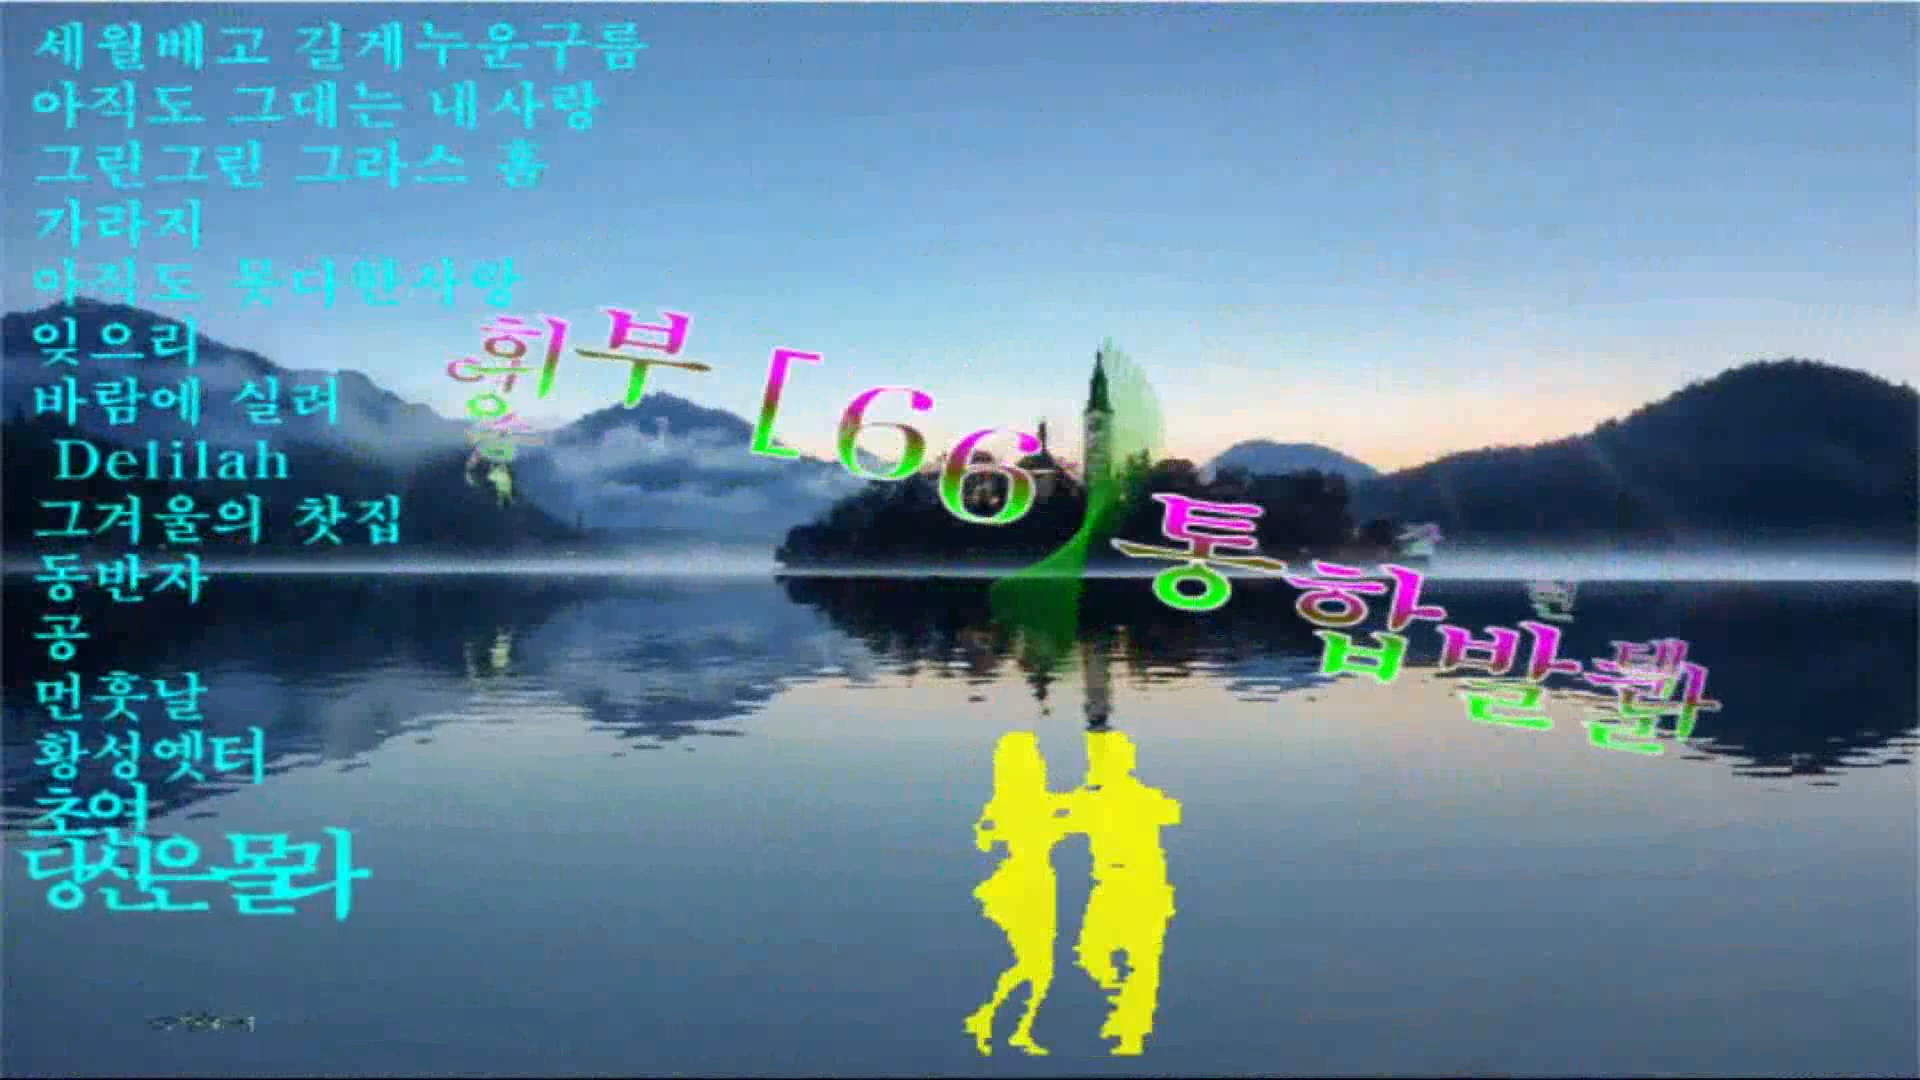 세월베고 길게누운구름
아직도 그대는 내사랑
그린그린 그라스 홈
가라지
아직도 못다한사랑
잊으리
바람에 실려
Delilah
그겨울의 찻집
동반자
공
먼훗날
황성옛터
초연
당신은몰라
휘부 [66 통합발